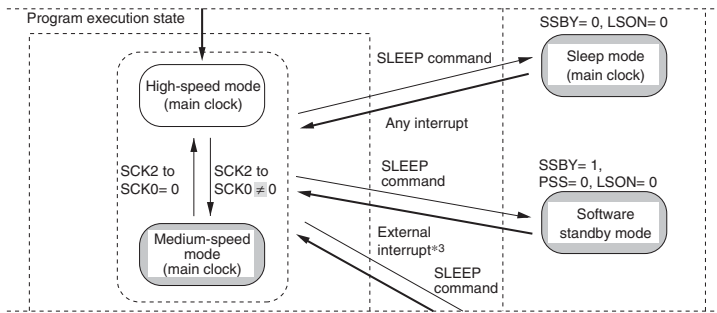 Program execution state
SSBY= 0, LSON= 0
SLEEP command
Sleep mode
(main clock)
High-speed mode
(main clock)
Any interrupt
SCK2 to
SCK0= 0
SCK2 to
SCK0 ≠ 0
SLEEP
command
SSBY= 1,
PSS= 0, LSON= 0
Software
standby mode
Medium-speed
mode
(main clock)
External
interrupt*3
SLEEP
command